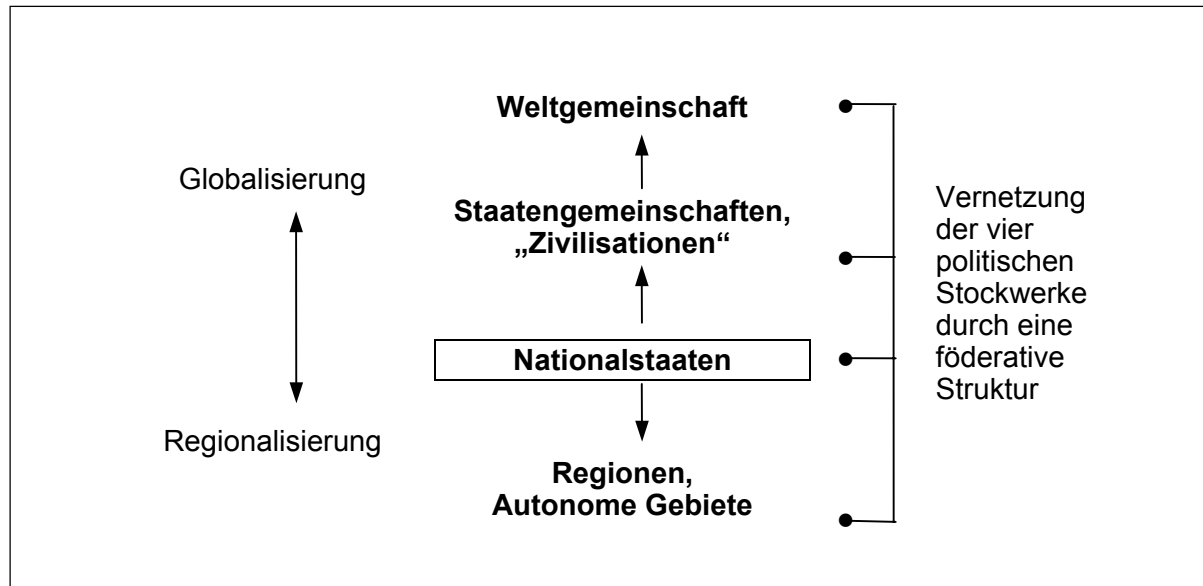 Weltgemeinschaft
Globalisierung
Staatengemeinschaften,
„Zivilisationen“
Nationalstaaten
Regionalisierung
Regionen,
Autonome Gebiete
Vernetzung
der vier
politischen
Stockwerke
durch eine
föderative
Struktur